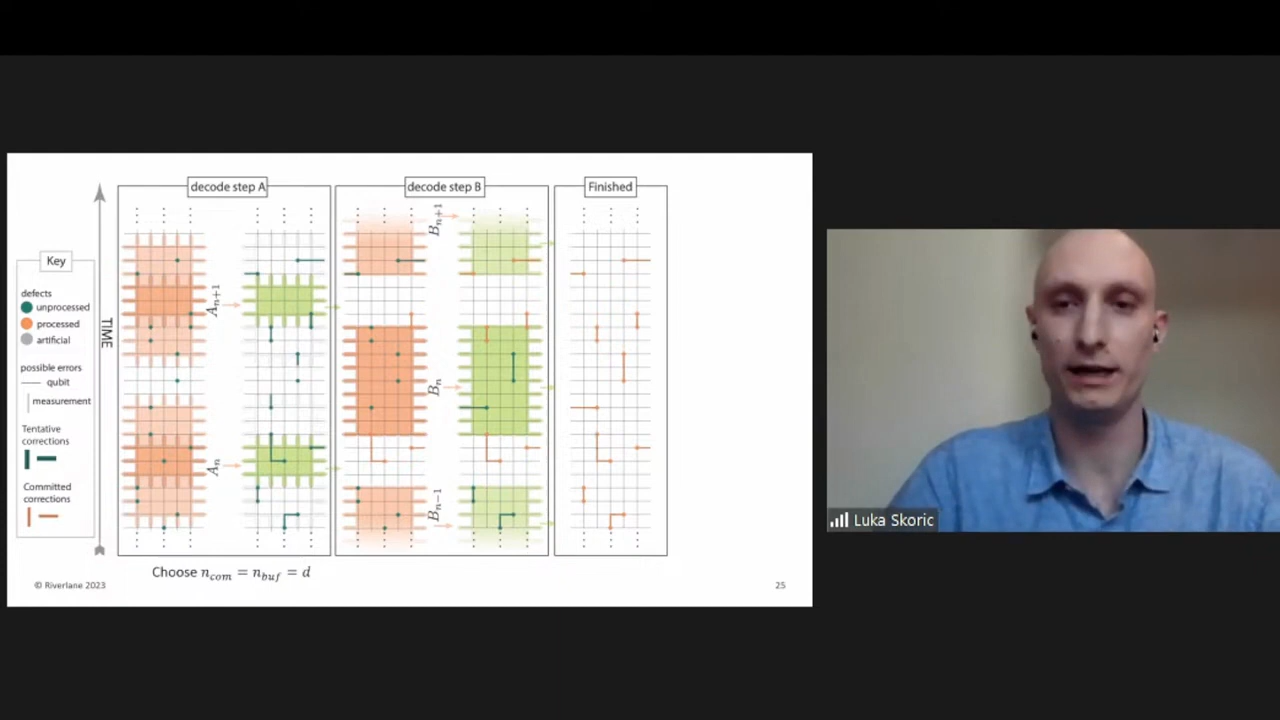 decode step A
decode step B
Finished
Key
defects
unprocessed
processed
artificial
possible errors
qubit
measurement
Tentative
corrections
Committed
corrections
TIME
A_{n+1}
A_n
B_{n+1}
B_n
B_{n-1}
Choose n_{com} = n_{buf} = d
© Riverlane 2023
25
Luka Skoric